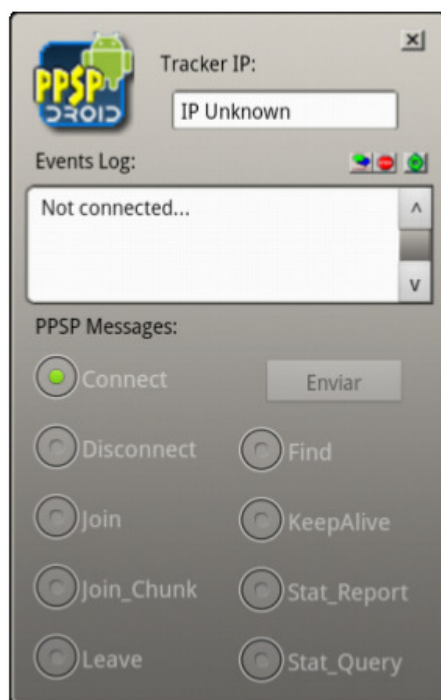 PPSP
DROID
Tracker IP:
IP Unknown
Events Log:
Not connected...
PPSP Messages:
Connect
Enviar
Disconnect
Find
Join
KeepAlive
Join_Chunk
Stat_Report
Leave
Stat_Query